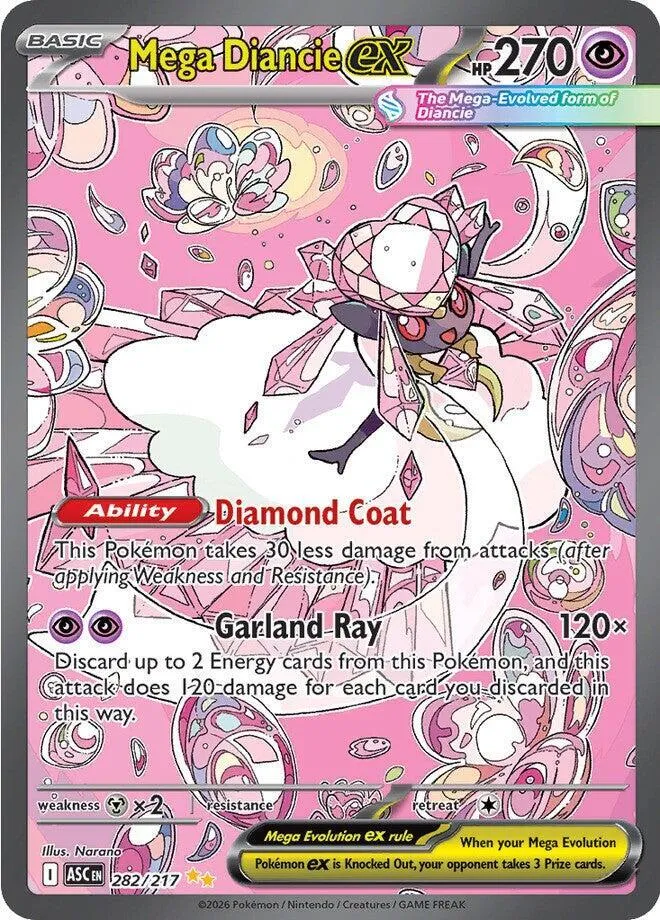 BASIC
Mega Diancie ex
HP 270
The Mega-Evolved form of
Diancie
Ability Diamond Coat
This Pokémon takes 30 less damage from attacks (after
applying Weakness and Resistance).
Garland Ray 120×
Discard up to 2 Energy cards from this Pokémon, and this
attack does 120 damage for each card you discarded in
this way.
weakness ×2 resistance retreat
Mega Evolution ex rule When your Mega Evolution
Pokémon ex is Knocked Out, your opponent takes 3 Prize cards.
Illus. Narano
I ASC EN 282/217
©2026 Pokémon / Nintendo / Creatures / GAME FREAK